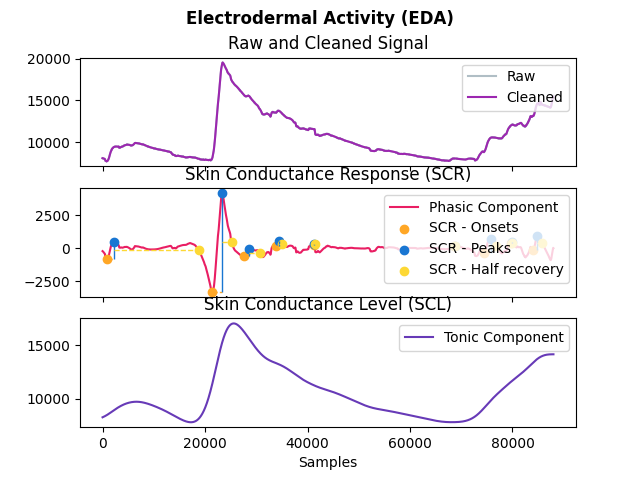 Electrodermal Activity (EDA)
Raw and Cleaned Signal
20000
15000
10000
Raw
Cleaned
Skin Conductance Response (SCR)
2500
0
−2500
Phasic Component
SCR - Onsets
SCR - Peaks
SCR - Half recovery
Skin Conductance Level (SCL)
15000
10000
Tonic Component
0 20000 40000 60000 80000
Samples